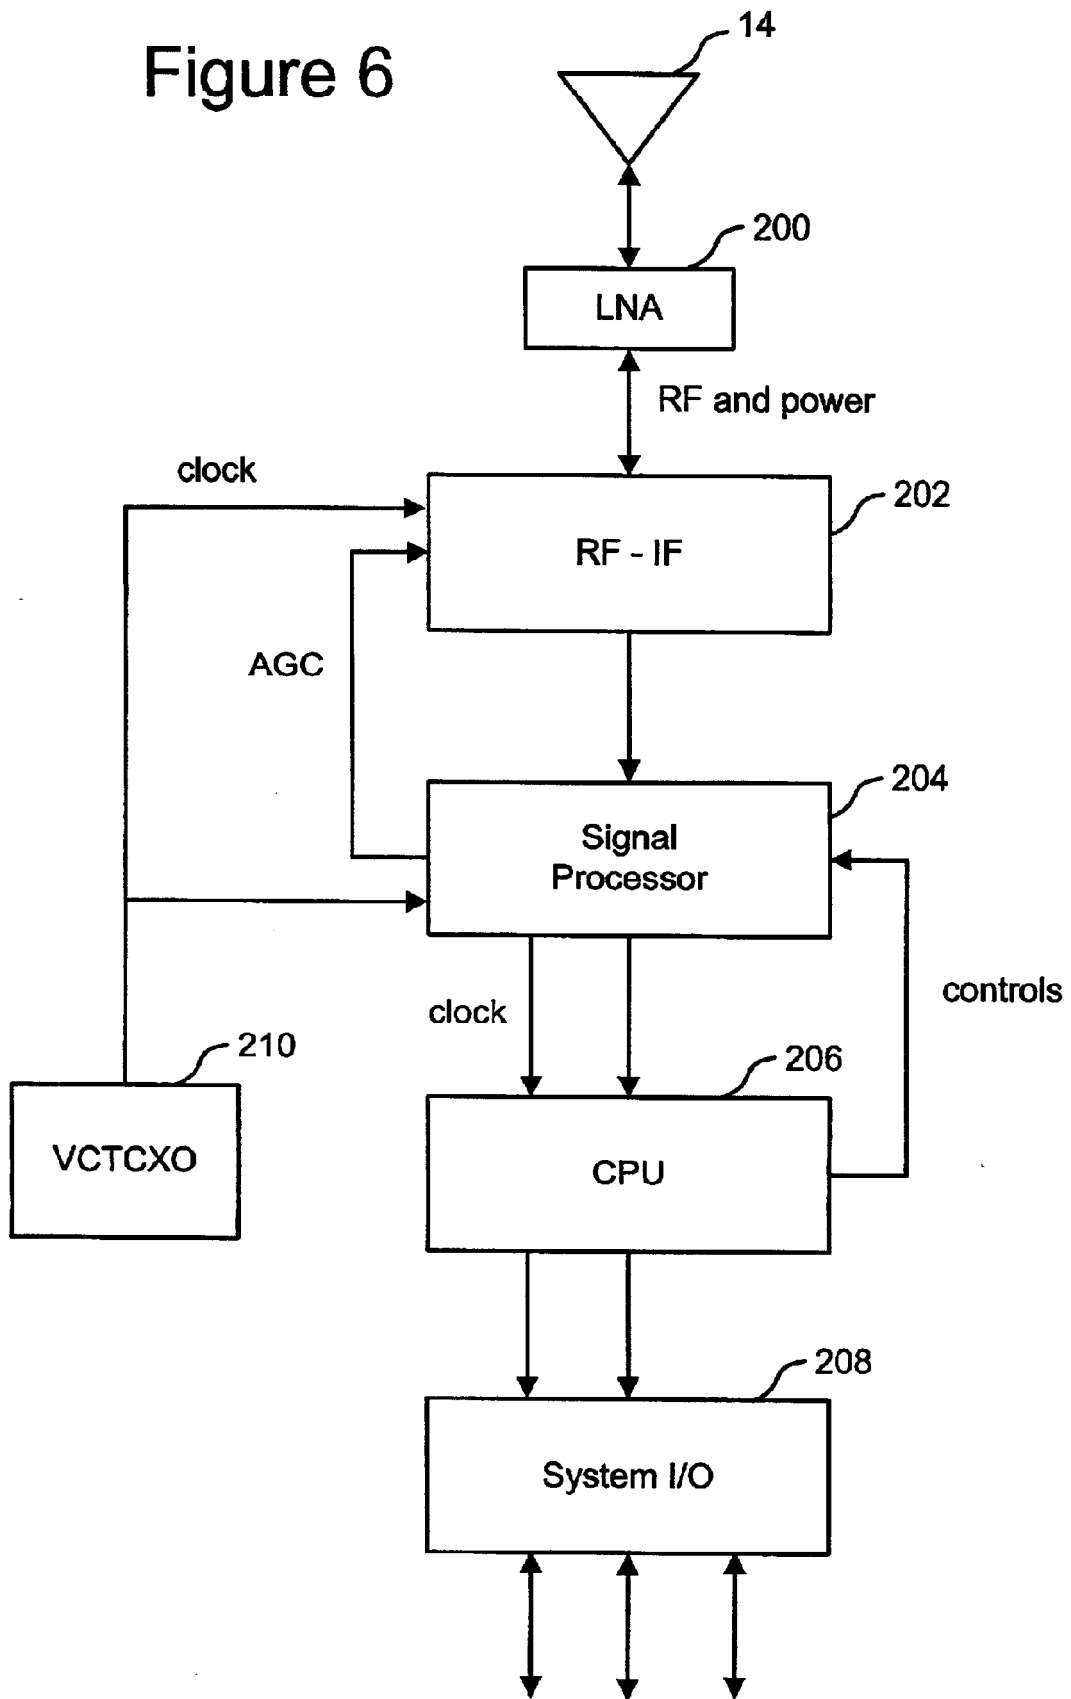 Figure 6
14
200
LNA
RF and power
clock
202
RF - IF
AGC
204
Signal
Processor
controls
clock
210
206
VCTCXO
CPU
208
System I/O